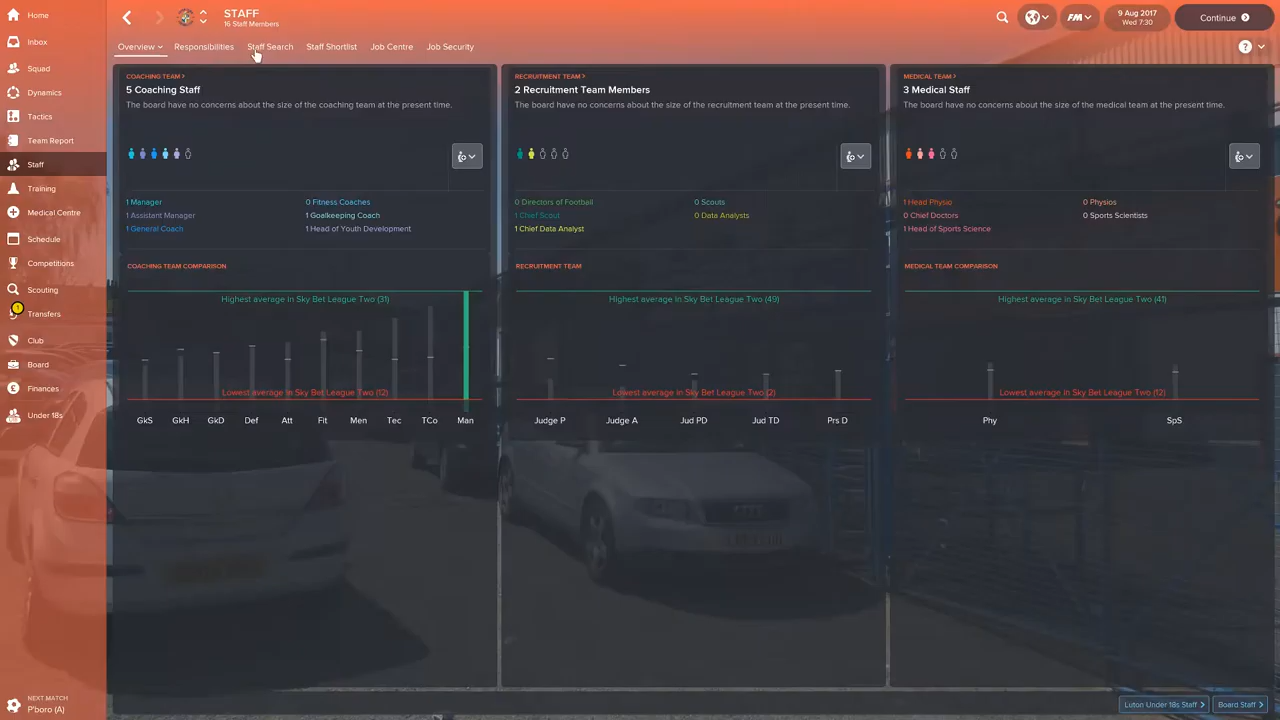 Home
Inbox
Squad
Dynamics
Tactics
Team Report
Staff
Training
Medical Centre
Schedule
Competitions
Scouting
1
Transfers
Club
Board
Finances
Under 18s
NEXT MATCH
P'boro (A)
STAFF
16 Staff Members
FM
9 Aug 2017
Wed 7:30
Continue
Overview
Responsibilities
Staff Search
Staff Shortlist
Job Centre
Job Security
?
COACHING TEAM >
5 Coaching Staff
The board have no concerns about the size of the coaching team at the present time.
1 Manager
0 Fitness Coaches
1 Assistant Manager
1 Goalkeeping Coach
1 General Coach
1 Head of Youth Development
COACHING TEAM COMPARISON
Highest average in Sky Bet League Two (31)
Lowest average in Sky Bet League Two (12)
GkS GkH GkD Def Att Fit Men Tec TCo Man
RECRUITMENT TEAM >
2 Recruitment Team Members
The board have no concerns about the size of the recruitment team at the present time.
0 Directors of Football
0 Scouts
1 Chief Scout
0 Data Analysts
1 Chief Data Analyst
RECRUITMENT TEAM
Highest average in Sky Bet League Two (49)
Lowest average in Sky Bet League Two (2)
Judge P Judge A Jud PD Jud TD Prs D
MEDICAL TEAM >
3 Medical Staff
The board have no concerns about the size of the medical team at the present time.
1 Head Physio
0 Physios
0 Chief Doctors
0 Sports Scientists
1 Head of Sports Science
MEDICAL TEAM COMPARISON
Highest average in Sky Bet League Two (41)
Lowest average in Sky Bet League Two (12)
Phy SpS
Luton Under 18s Staff >
Board Staff >